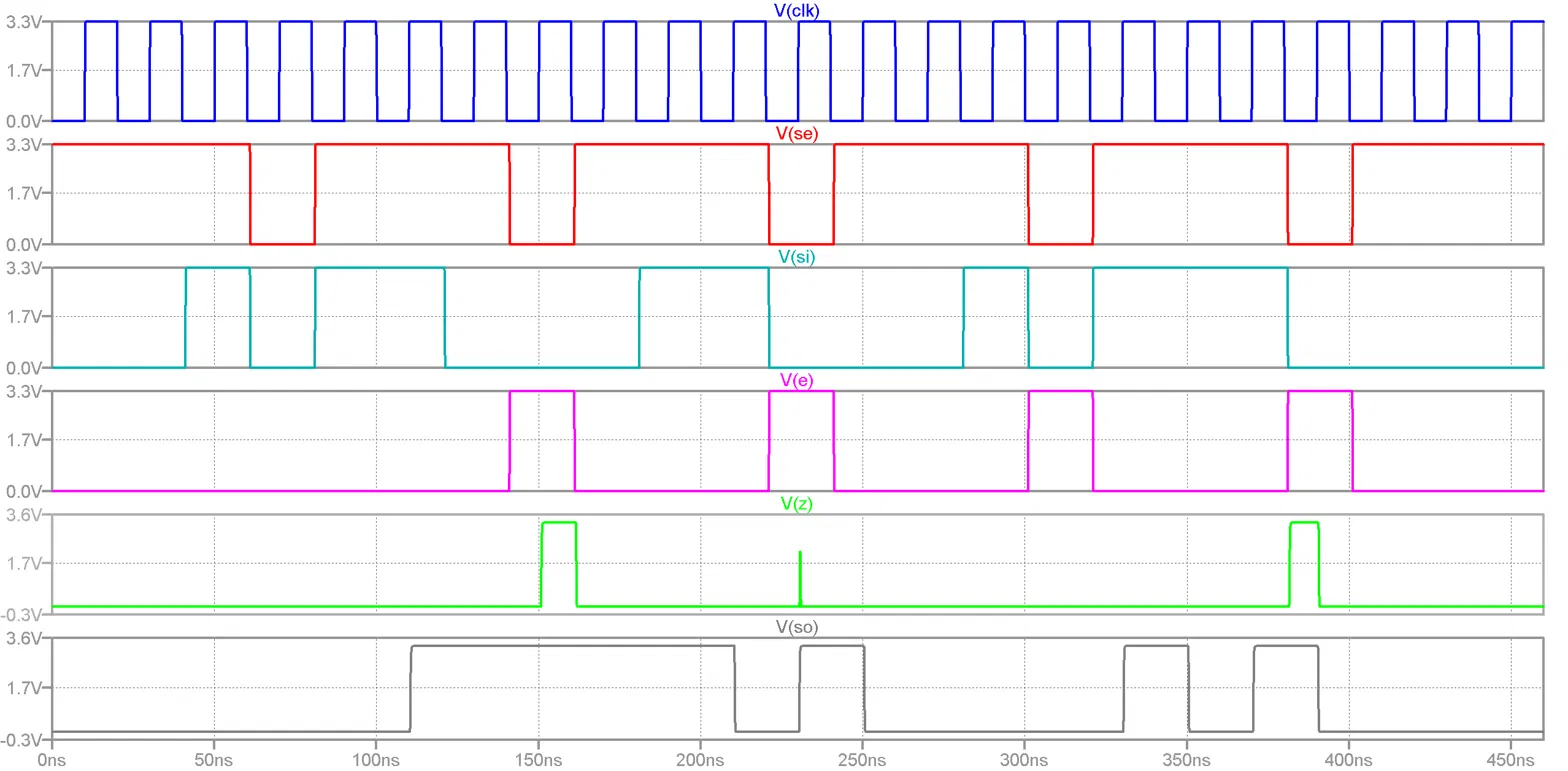 V(clk)
3.3V
1.7V
0.0V
V(se)
3.3V
1.7V
0.0V
V(si)
3.3V
1.7V
0.0V
V(e)
3.3V
1.7V
0.0V
V(z)
3.6V
1.7V
-0.3V
V(so)
3.6V
1.7V
-0.3V
0ns 50ns 100ns 150ns 200ns 250ns 300ns 350ns 400ns 450ns